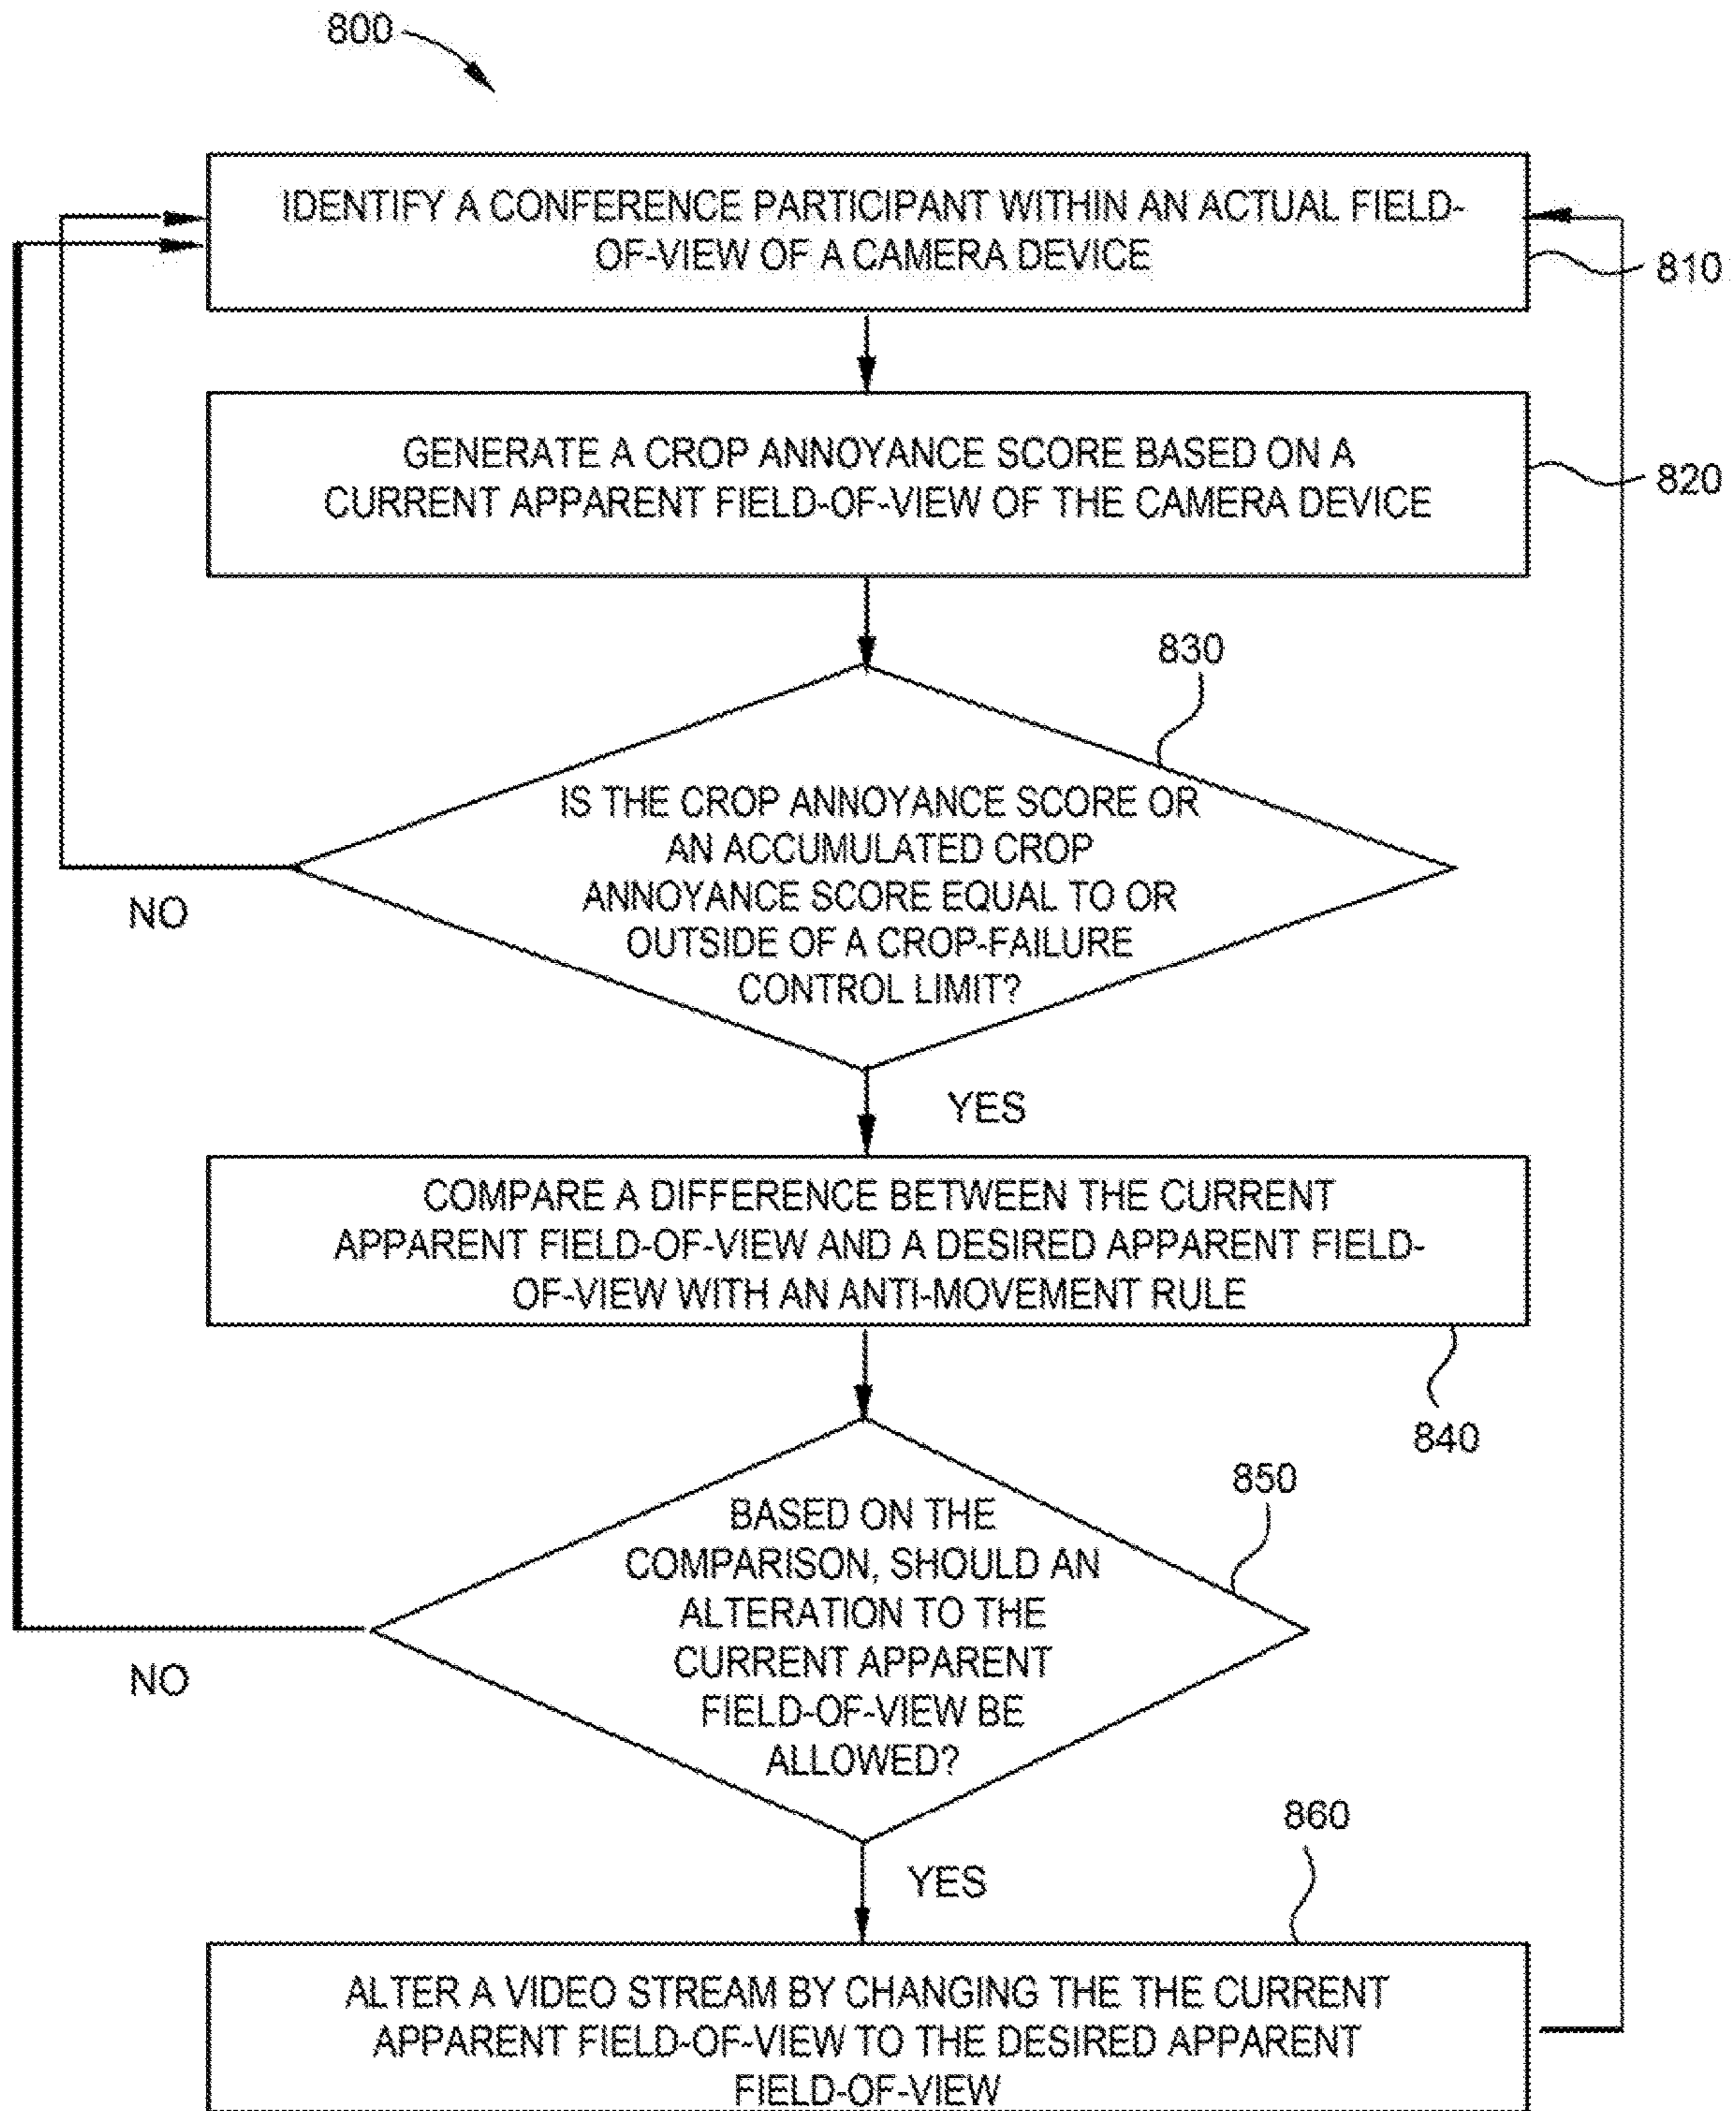 800
IDENTIFY A CONFERENCE PARTICIPANT WITHIN AN ACTUAL FIELD-
OF-VIEW OF A CAMERA DEVICE
810
GENERATE A CROP ANNOYANCE SCORE BASED ON A
CURRENT APPARENT FIELD-OF-VIEW OF THE CAMERA DEVICE
820
830
IS THE CROP ANNOYANCE SCORE OR
AN ACCUMULATED CROP
ANNOYANCE SCORE EQUAL TO OR
OUTSIDE OF A CROP-FAILURE
CONTROL LIMIT?
NO
YES
COMPARE A DIFFERENCE BETWEEN THE CURRENT
APPARENT FIELD-OF-VIEW AND A DESIRED APPARENT FIELD-
OF-VIEW WITH AN ANTI-MOVEMENT RULE
840
850
BASED ON THE
COMPARISON, SHOULD AN
ALTERATION TO THE
CURRENT APPARENT
FIELD-OF-VIEW BE
ALLOWED?
NO
YES
860
ALTER A VIDEO STREAM BY CHANGING THE THE CURRENT
APPARENT FIELD-OF-VIEW TO THE DESIRED APPARENT
FIELD-OF-VIEW